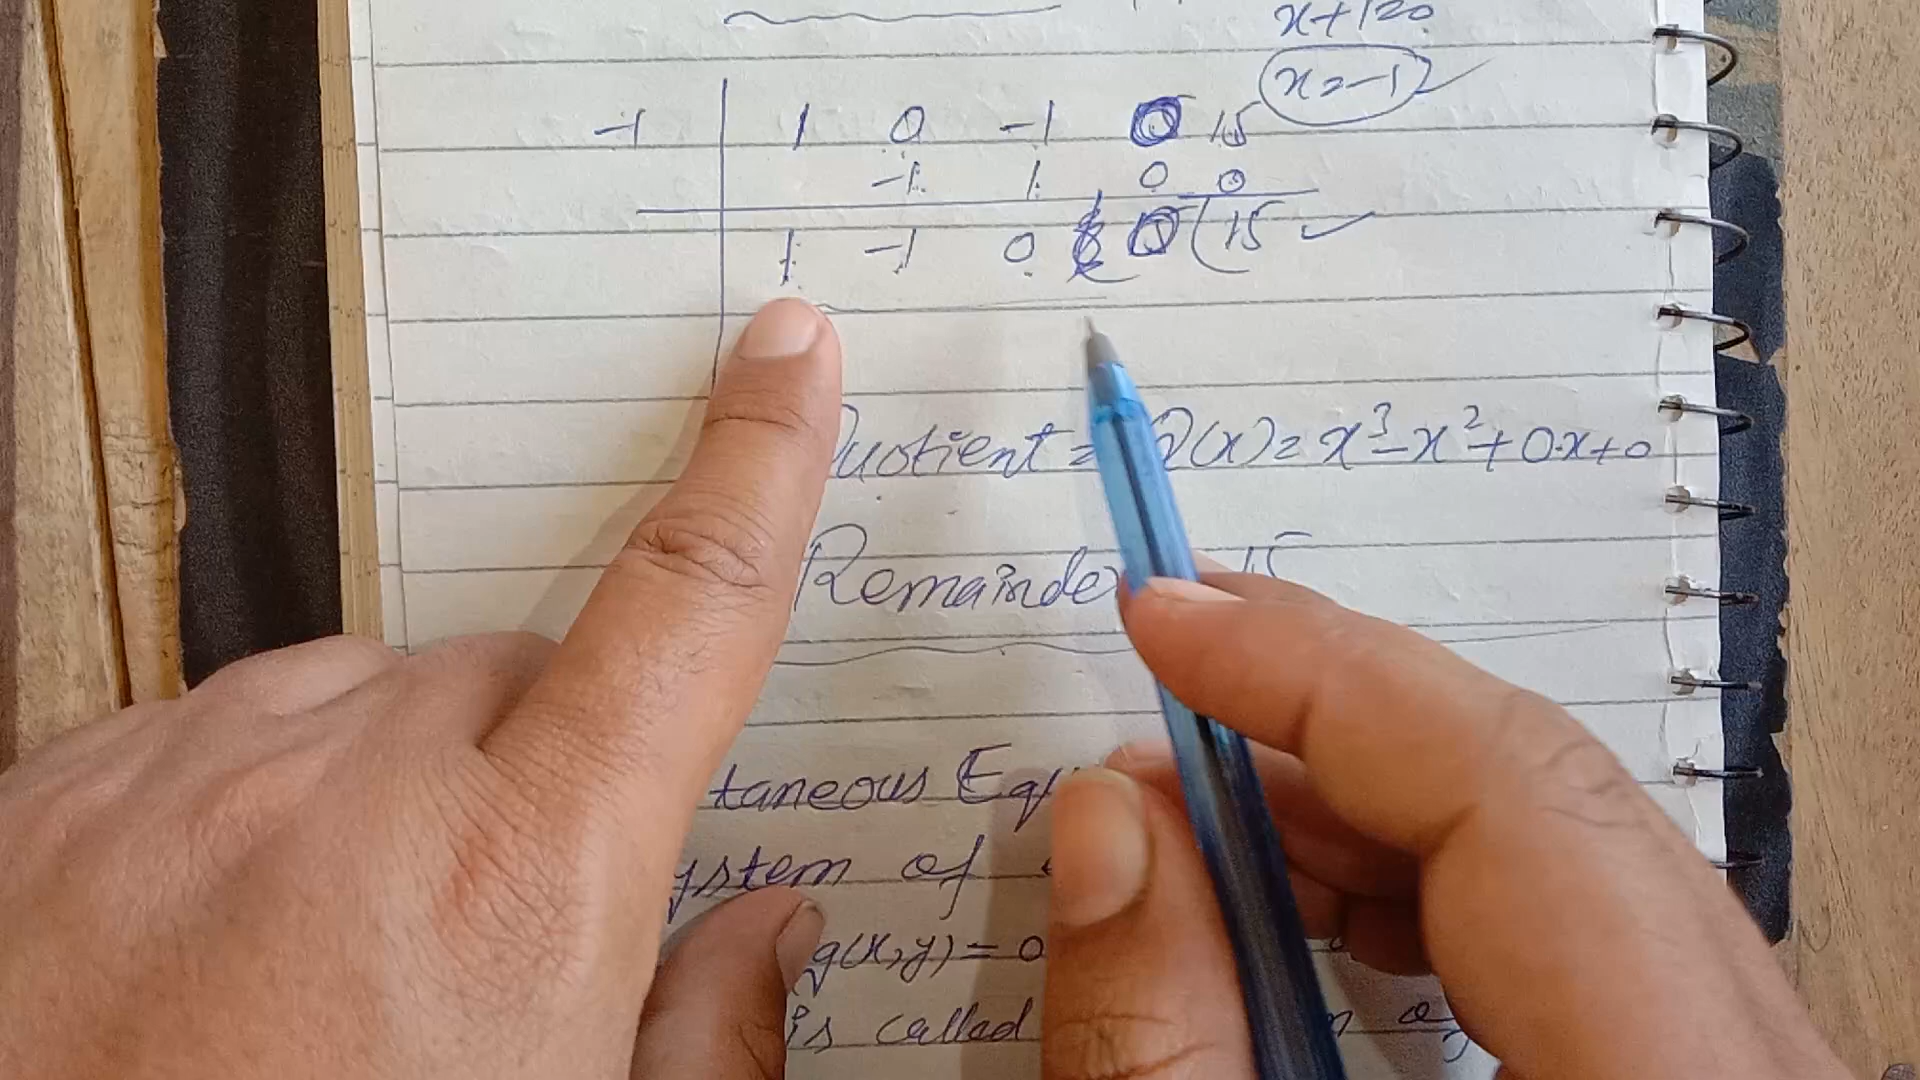 x+1=0
x=-1
-1 1 0 -1 0 15
-1 1 0 0
1 -1 0 0 15
Quotient = Q(x)= x³-x²+0·x+0
Remainder 15
taneous
ystem of
g(x,y)=0
is called